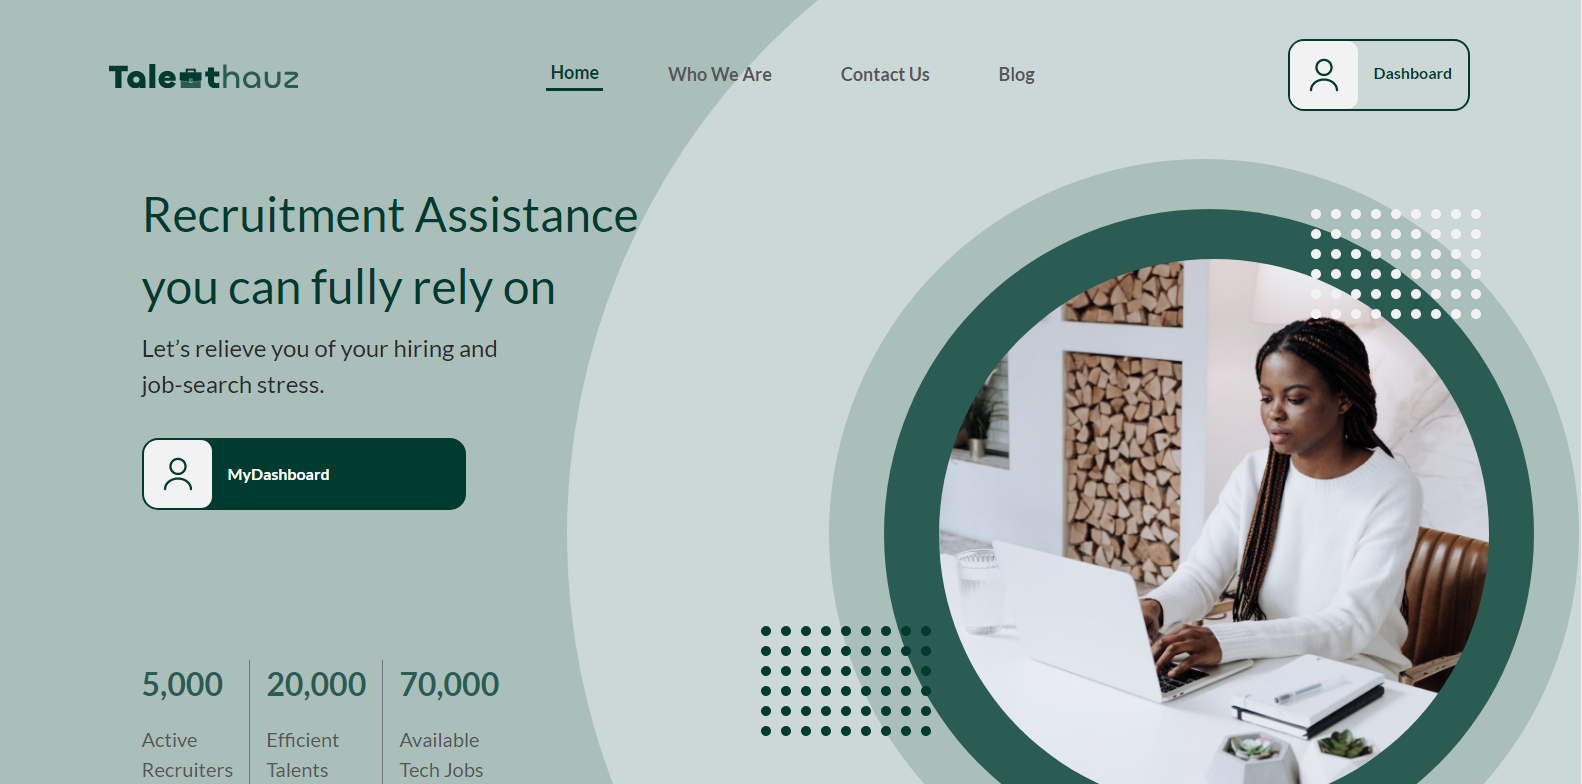 Talenthauz
Home
Who We Are
Contact Us
Blog
Dashboard
Recruitment Assistance
you can fully rely on
Let’s relieve you of your hiring and
job-search stress.
MyDashboard
5,000
Active
Recruiters
20,000
Efficient
Talents
70,000
Available
Tech Jobs